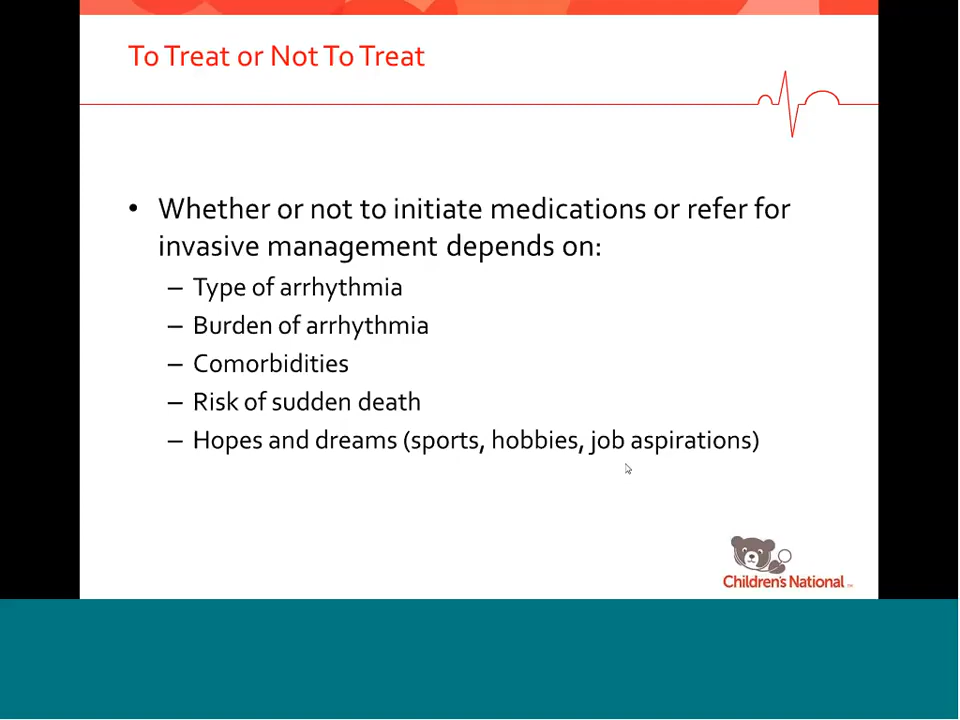 To Treat or Not To Treat
• Whether or not to initiate medications or refer for
invasive management depends on:
– Type of arrhythmia
– Burden of arrhythmia
– Comorbidities
– Risk of sudden death
– Hopes and dreams (sports, hobbies, job aspirations)
Children's National